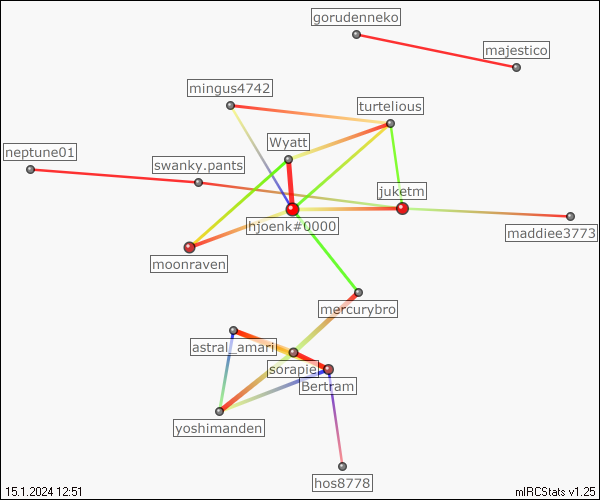 gorudenneko
majestico
mingus4742
turtelious
Wyatt
neptune01
swanky.pants
juketm
hjoenk#0000
maddiee3773
moonraven
mercurybro
astral_amari
sorapie
Bertram
yoshimanden
hos8778
15.1.2024 12:51
mIRCStats v1.25